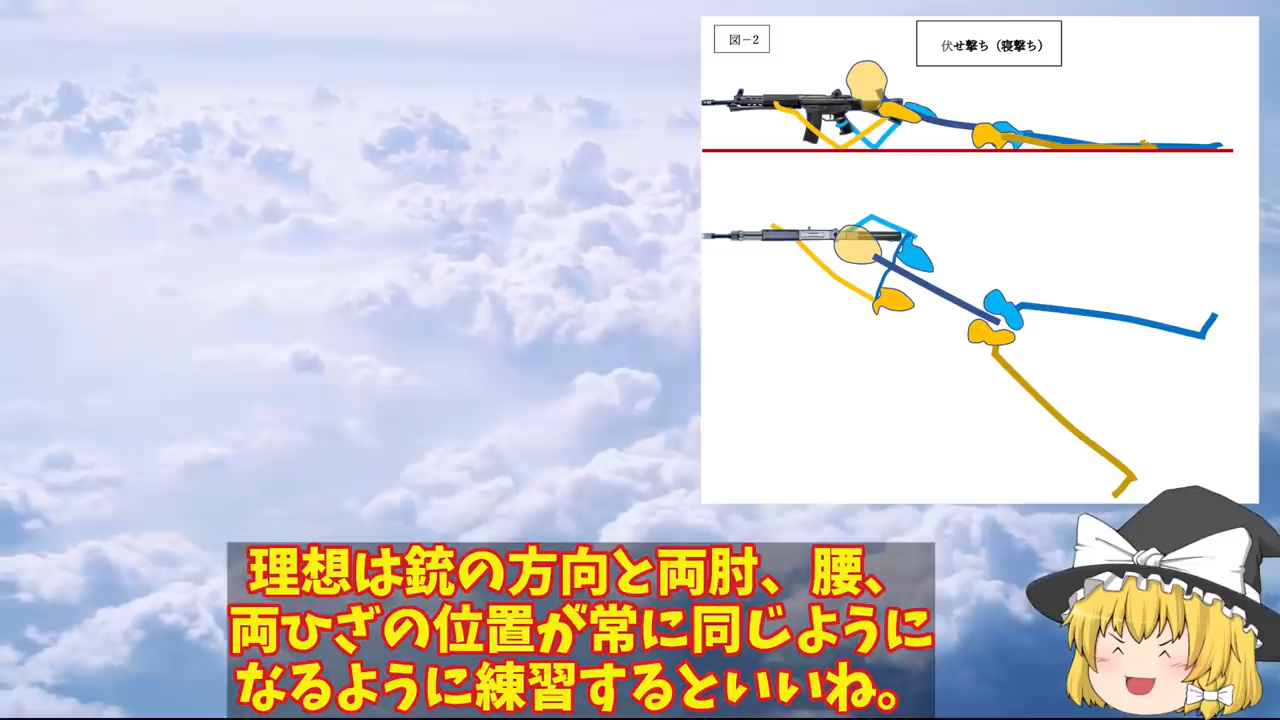 図－2
伏せ撃ち（寝撃ち）
理想は銃の方向と両肘、腰、
両ひざの位置が常に同じように
なるように練習するといいね。